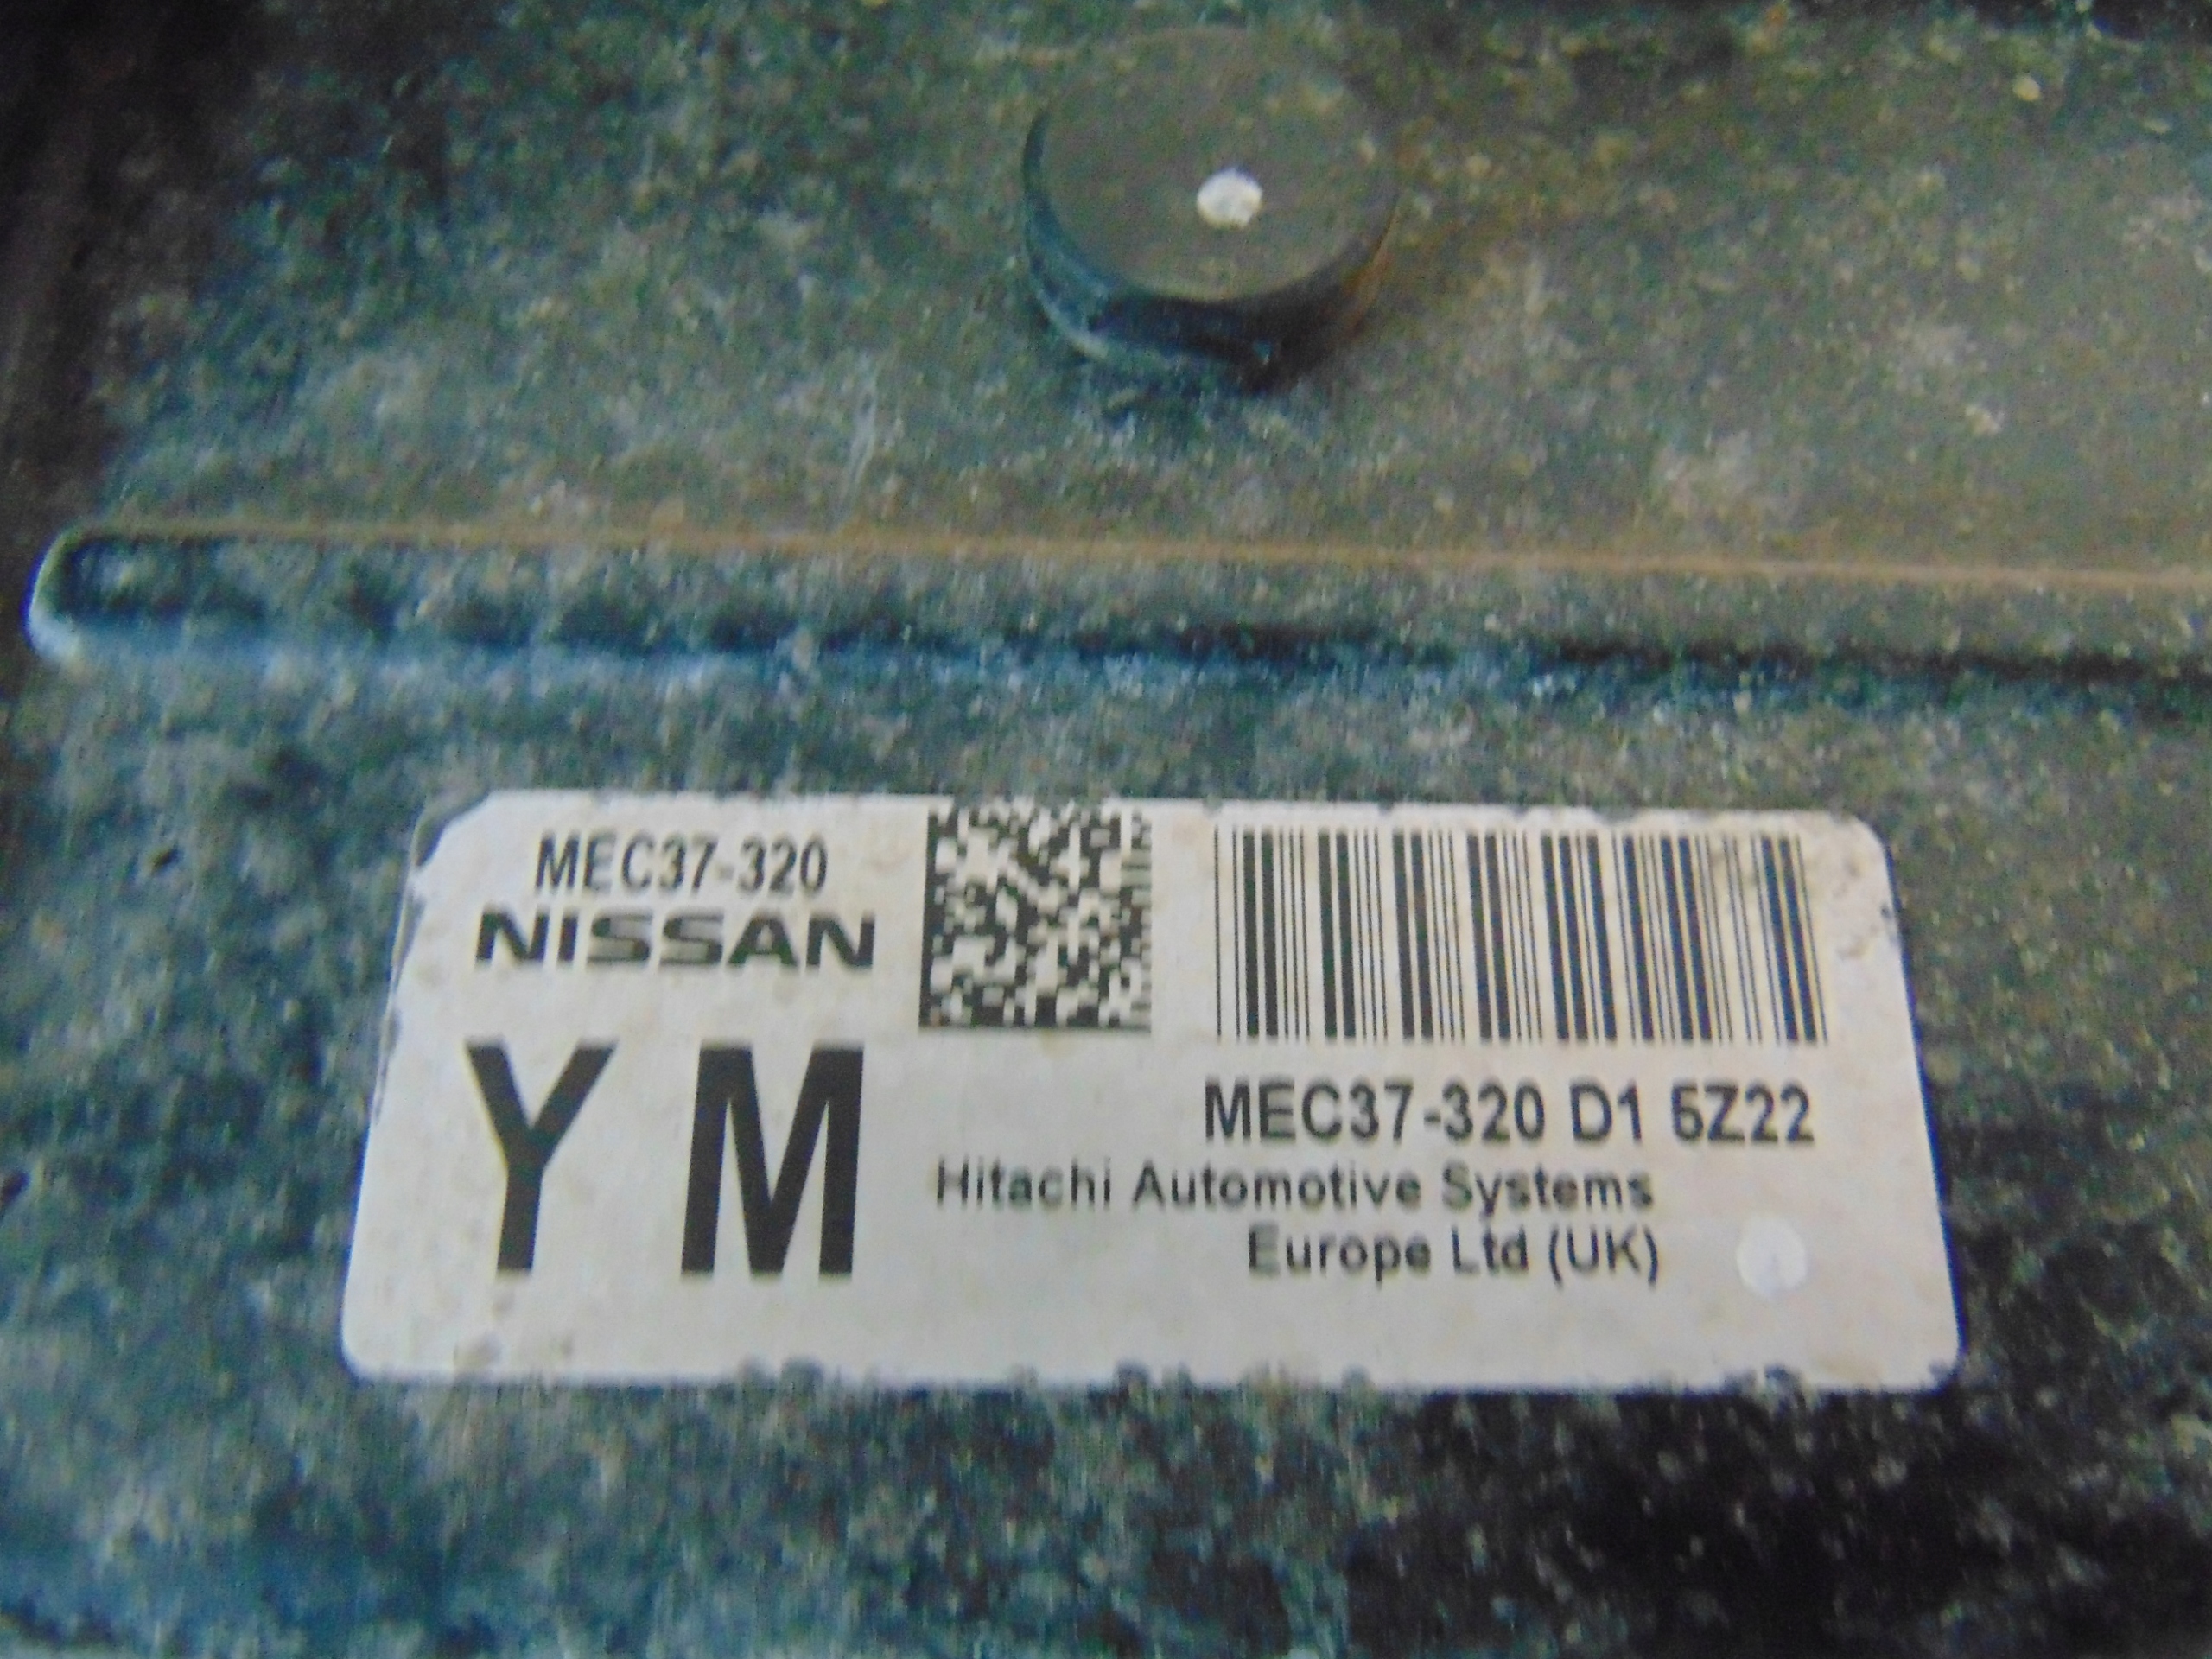 MEC37-320
NISSAN
Y M
MEC37-320 D1 5Z22
Hitachi Automotive Systems
Europe Ltd (UK)